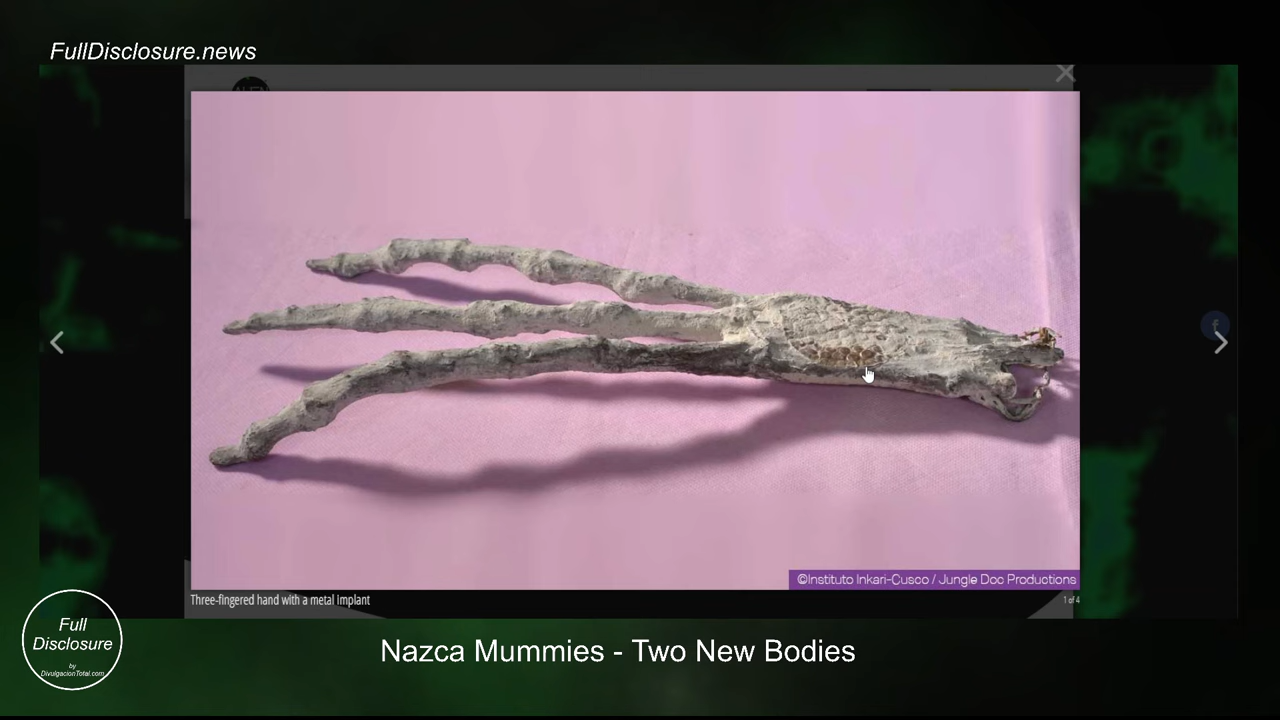 FullDisclosure.news
©Instituto Inkari-Cusco / Jungle Doc Productions
Three-fingered hand with a metal implant
1 of 4
Full
Disclosure
by
DivulgacionTotal.com
Nazca Mummies - Two New Bodies